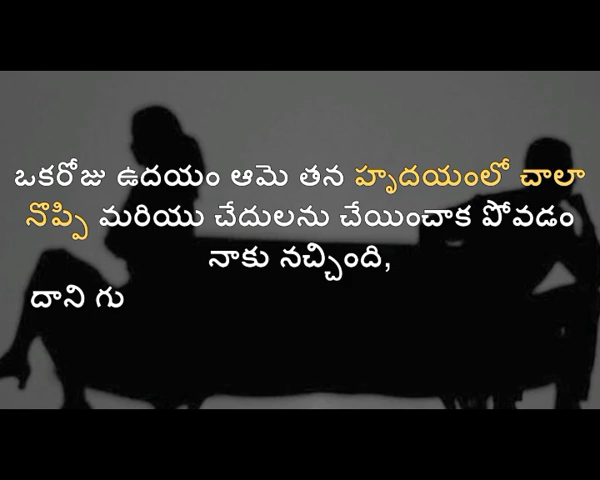 ఒకరోజు ఉదయం ఆమె తన హృదయంలో చాలా
నొప్పి మరియు చేదులను చేయించాక పోవడం
నాకు నచ్చింది,
దాని గు